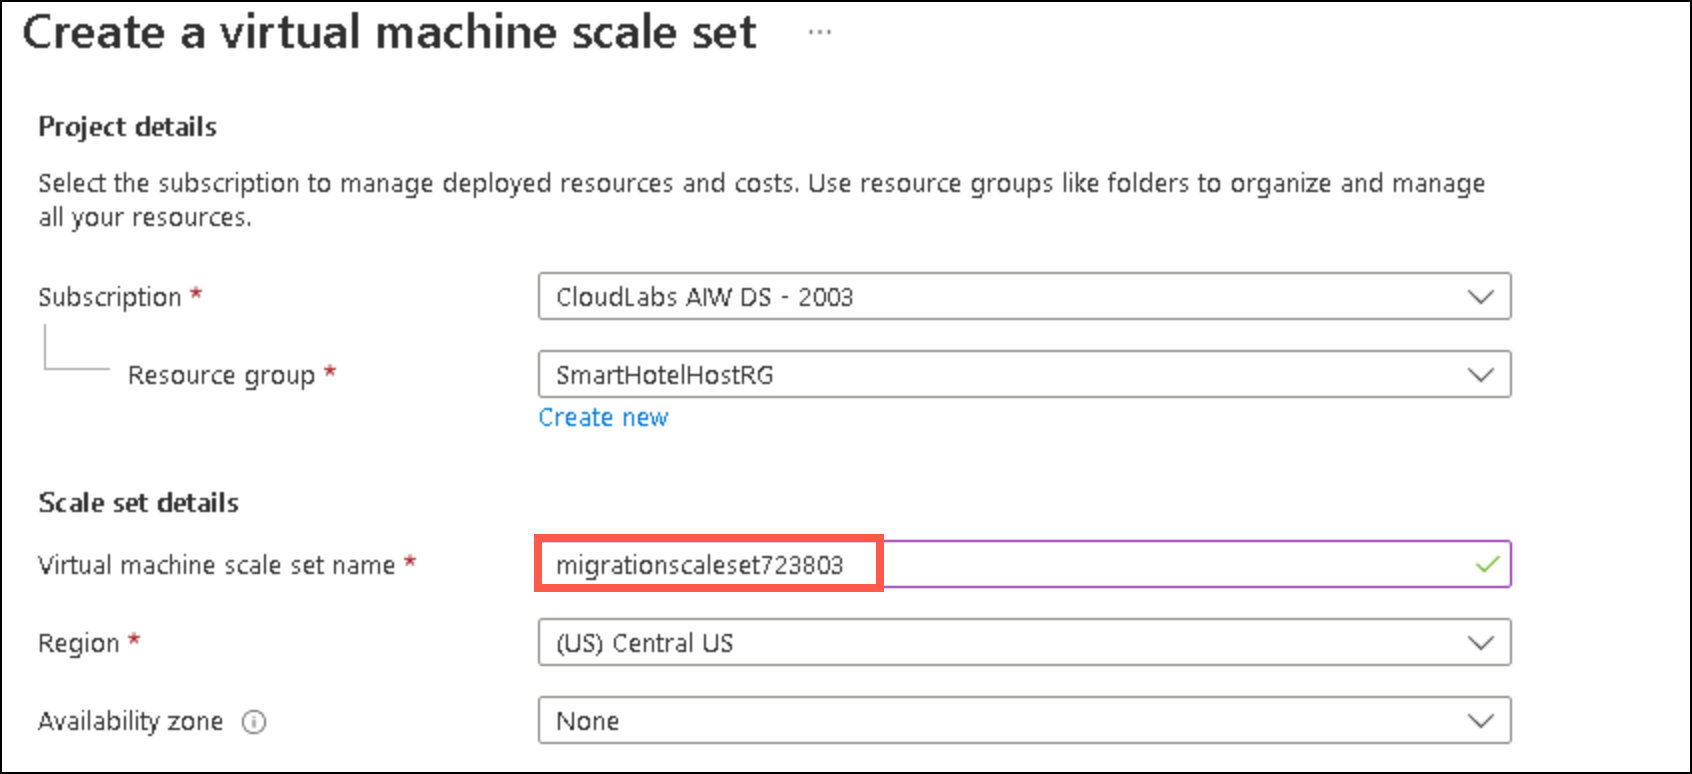 Create a virtual machine scale set ...
Project details
Select the subscription to manage deployed resources and costs. Use resource groups like folders to organize and manage
all your resources.
Subscription *
CloudLabs AIW DS - 2003
Resource group *
SmartHotelHostRG
Create new
Scale set details
Virtual machine scale set name *
migrationscaleset723803
Region *
(US) Central US
Availability zone
None